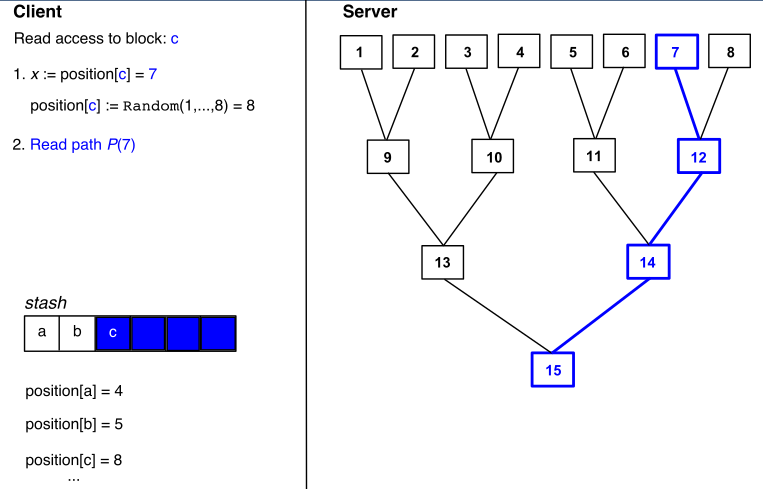 Client
Read access to block: c
1. x := position[c] = 7
position[c] := Random(1,...,8) = 8
2. Read path P(7)
stash
a b c
position[a] = 4
position[b] = 5
position[c] = 8
...
Server
1 2 3 4 5 6 7 8
9 10 11 12
13 14
15